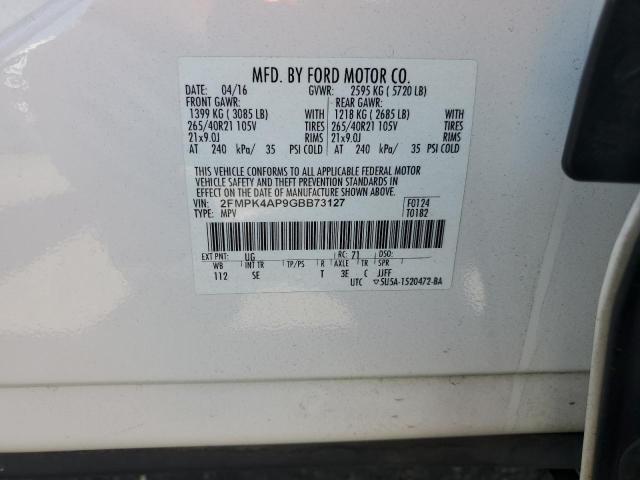 MFD. BY FORD MOTOR CO.
DATE: 04/16 GVWR: 2595 KG ( 5720 LB)
FRONT GAWR: REAR GAWR:
1399 KG ( 3085 LB) WITH 1218 KG ( 2685 LB) WITH
265/40R21 105V TIRES 265/40R21 105V TIRES
21x9.0J RIMS 21x9.0J RIMS
AT 240 kPa/ 35 PSI COLD AT 240 kPa/ 35 PSI COLD
THIS VEHICLE CONFORMS TO ALL APPLICABLE FEDERAL MOTOR
VEHICLE SAFETY AND THEFT PREVENTION STANDARDS IN
EFFECT ON THE DATE OF MANUFACTURE SHOWN ABOVE.
VIN: 2FMPK4AP9GBB73127 F0124
TYPE: MPV T0182
EXT PNT: UG RC: 71 DSO:
WB INT TR TP/PS R AXLE TR SPR
112 SE T 3E C JJFF
UTC ▽SU5A-1520472-BA